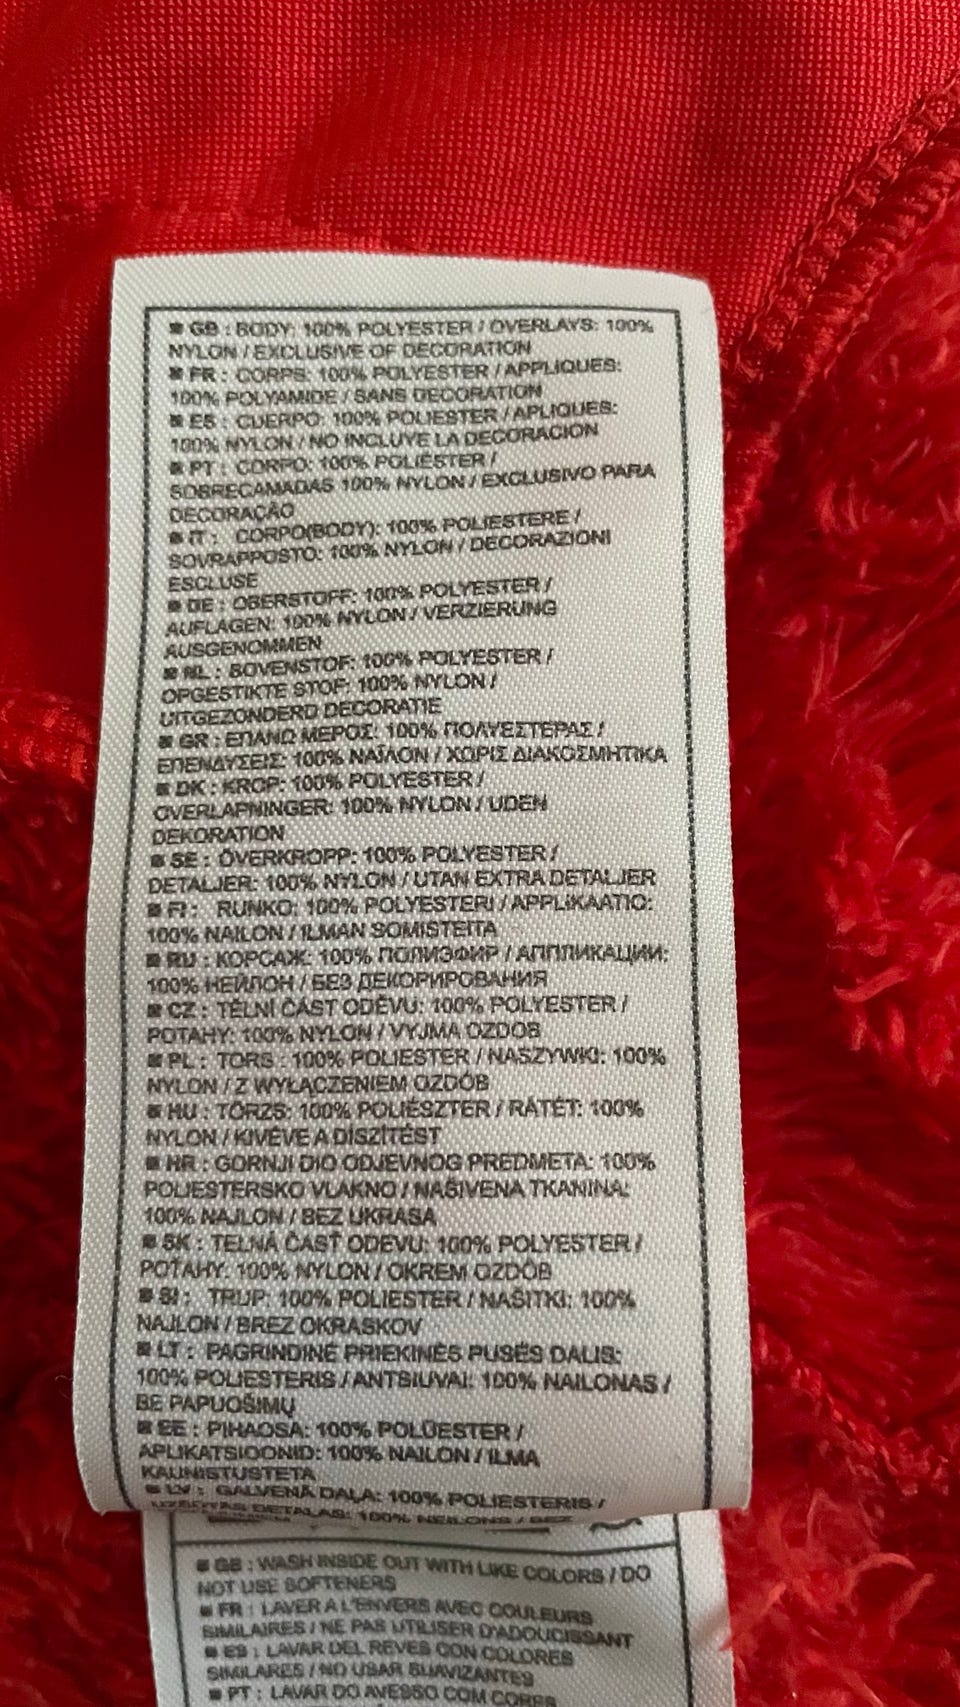 GB : BODY: 100% POLYESTER / OVERLAYS: 100%
NYLON / EXCLUSIVE OF DECORATION
FR : CORPS: 100% POLYESTER / APPLIQUES:
100% POLYAMIDE / SANS DECORATION
ES : CUERPO: 100% POLIESTER / APLIQUES:
100% NYLON / NO INCLUYE LA DECORACION
PT : CORPO: 100% POLIÉSTER /
SOBRECAMADAS 100% NYLON / EXCLUSIVO PARA
DECORAÇÃO
IT : CORPO(BODY): 100% POLIESTERE /
SOVRAPPOSTO: 100% NYLON / DECORAZIONI
ESCLUSE
DE : OBERSTOFF: 100% POLYESTER /
AUFLAGEN: 100% NYLON / VERZIERUNG
AUSGENOMMEN
NL : BOVENSTOF: 100% POLYESTER /
OPGESTIKTE STOF: 100% NYLON /
UITGEZONDERD DECORATIE
GR : ΕΠΑΝΩ ΜΕΡΟΣ: 100% ΠΟΛΥΕΣΤΕΡΑΣ /
ΕΠΕΝΔΥΣΕΙΣ: 100% ΝΑΪΛΟΝ / ΧΩΡΙΣ ΔΙΑΚΟΣΜΗΤΙΚΑ
DK : KROP: 100% POLYESTER /
OVERLAPNINGER: 100% NYLON / UDEN
DEKORATION
SE : ÖVERKROPP: 100% POLYESTER /
DETALJER: 100% NYLON / UTAN EXTRA DETALJER
FI : RUNKO: 100% POLYESTERI / APPLIKAATIO:
100% NAILON / ILMAN SOMISTEITA
RU : КОРСАЖ: 100% ПОЛИЭФИР / АППЛИКАЦИИ:
100% НЕЙЛОН / БЕЗ ДЕКОРИРОВАНИЯ
CZ : TĚLNÍ ČÁST ODĚVU: 100% POLYESTER /
POTAHY: 100% NYLON / VYJMA OZDOB
PL : TORS : 100% POLIESTER / NASZYWKI: 100%
NYLON / Z WYŁĄCZENIEM OZDÓB
HU : TÖRZS: 100% POLIÉSZTER / RÁTÉT: 100%
NYLON / KIVÉVE A DÍSZÍTÉST
HR : GORNJI DIO ODJEVNOG PREDMETA: 100%
POLIESTERSKO VLAKNO / NAŠIVENA TKANINA:
100% NAJLON / BEZ UKRASA
SK : TELNÁ ČASŤ ODEVU: 100% POLYESTER /
POŤAHY: 100% NYLON / OKREM OZDÔB
SI : TRUP: 100% POLIESTER / NAŠITKI: 100%
NAJLON / BREZ OKRASKOV
LT : PAGRINDINĖ PRIEKINĖS PUSĖS DALIS:
100% POLIESTERIS / ANTSIUVAI: 100% NAILONAS /
BE PAPUOŠIMŲ
EE : PIHAOSA: 100% POLÜESTER /
APLIKATSIOONID: 100% NAILON / ILMA
KAUNISTUSTETA
LV : GALVENĀ DAĻA: 100% POLIESTERIS /
UZŠŪTĀS DETAĻAS: 100% NEILONS / BEZ
GB : WASH INSIDE OUT WITH LIKE COLORS / DO
NOT USE SOFTENERS
FR : LAVER A L'ENVERS AVEC COULEURS
SIMILAIRES / NE PAS UTILISER D'ADOUCISSANT
ES : LAVAR DEL REVES CON COLORES
SIMILARES / NO USAR SUAVIZANTES
PT : LAVAR DO AVESSO COM CORES